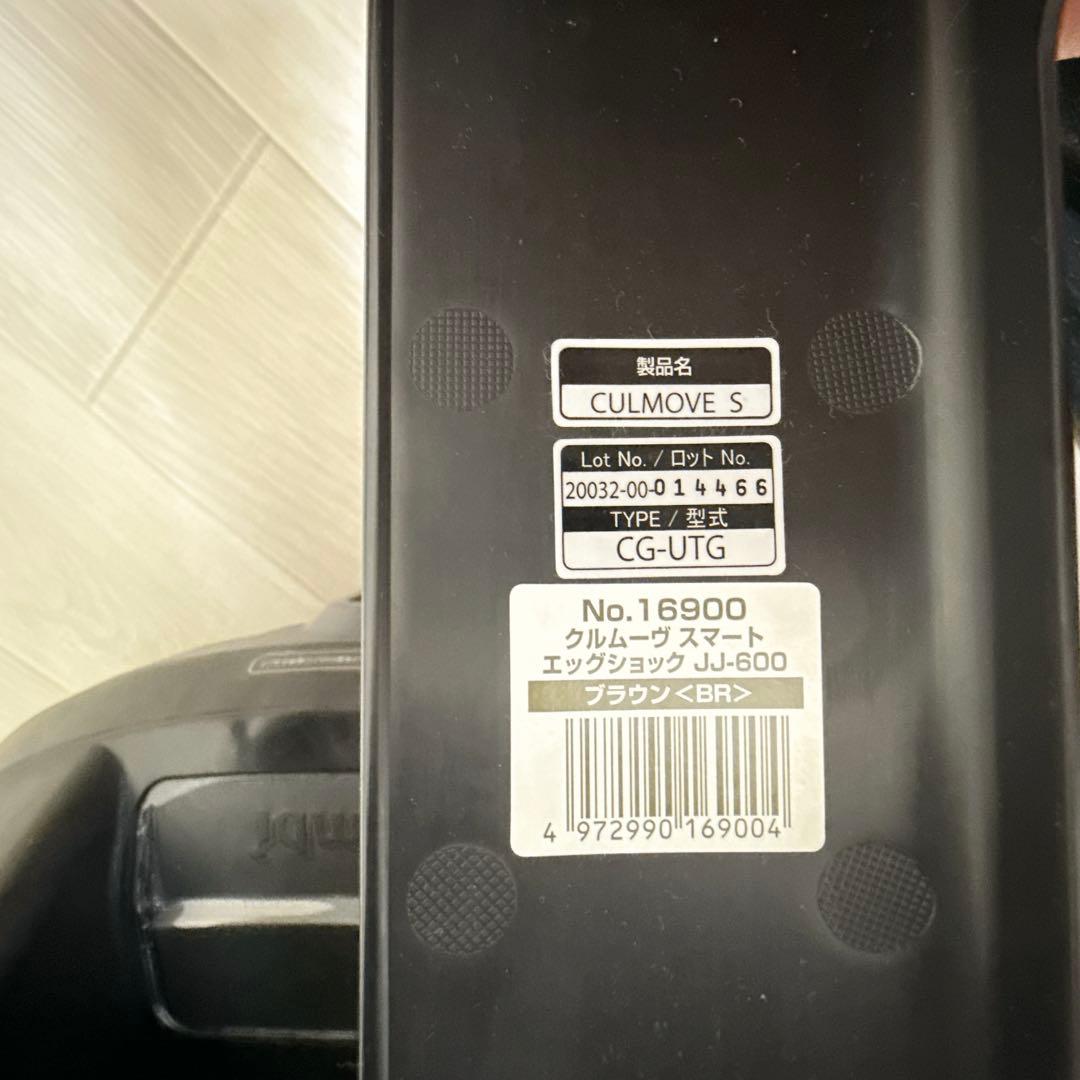 製品名
CULMOVE S
Lot No. / ロット No.
20032-00-014466
TYPE / 型式
CG-UTG
No.16900
クルムーヴ スマート
エッグショック JJ-600
ブラウン<BR>
4 972990 169004